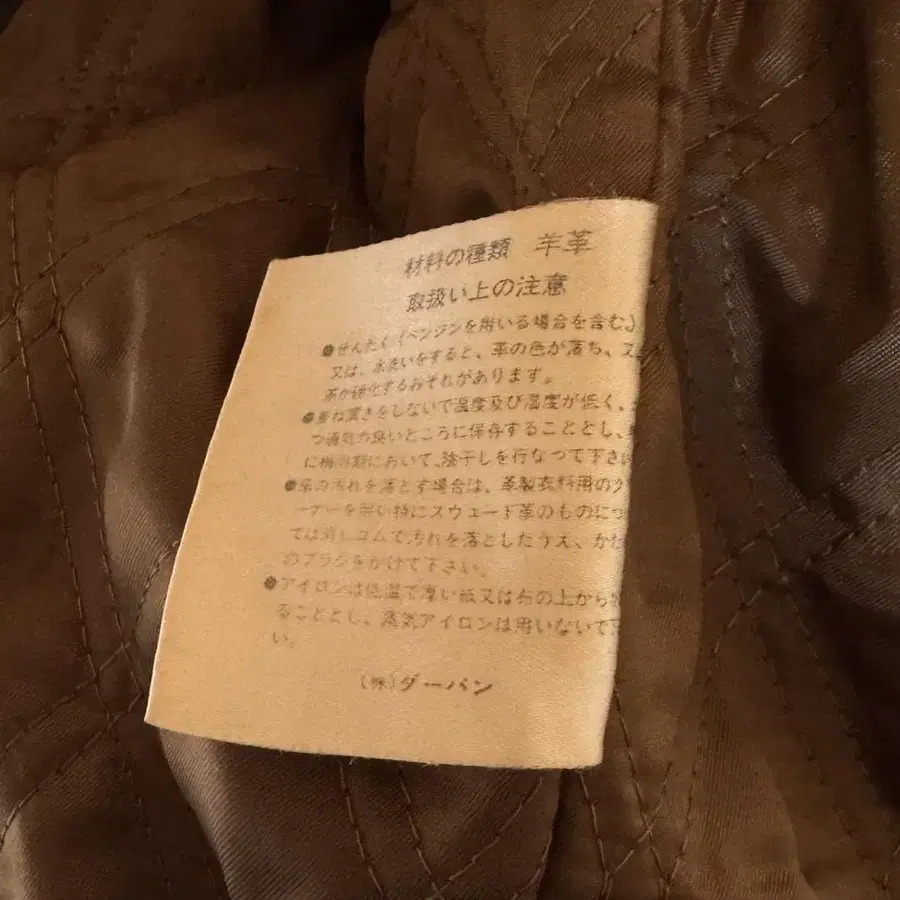 材料の種類 羊革
取扱い上の注意
●せんたく(ベンジンを用いる場合を含む。)
又は、水洗いをすると、革の色が落ち、又
革が硬化するおそれがあります。
●重ね置きをしないで温度及び湿度が低く、
つ通気の良いところに保存することとし、
に梅雨期において、陰干しを行なつて下さい
●革の汚れを落とす場合は、革製衣料用のク
ーナーを用い特にスウェード革のものについ
ては消しゴムで汚れを落としたうえ、かた
のブラシをかけて下さい。
●アイロンは低温で厚い紙又は布の上から
ることとし、蒸気アイロンは用いないで下
い。
(株)ダーバン